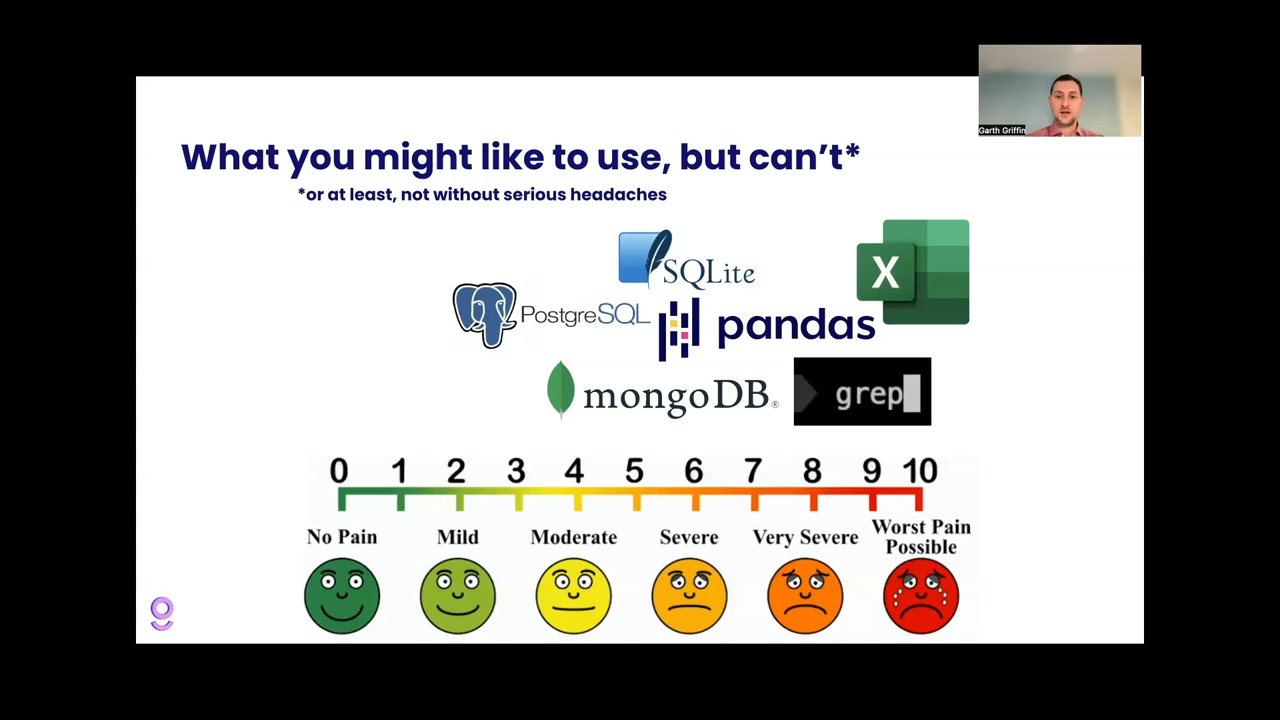 Garth Griffin
What you might like to use, but can't*
*or at least, not without serious headaches
SQLite
X
PostgreSQL
pandas
mongoDB®
grep
0 1 2 3 4 5 6 7 8 9 10
No Pain Mild Moderate Severe Very Severe Worst Pain
Possible